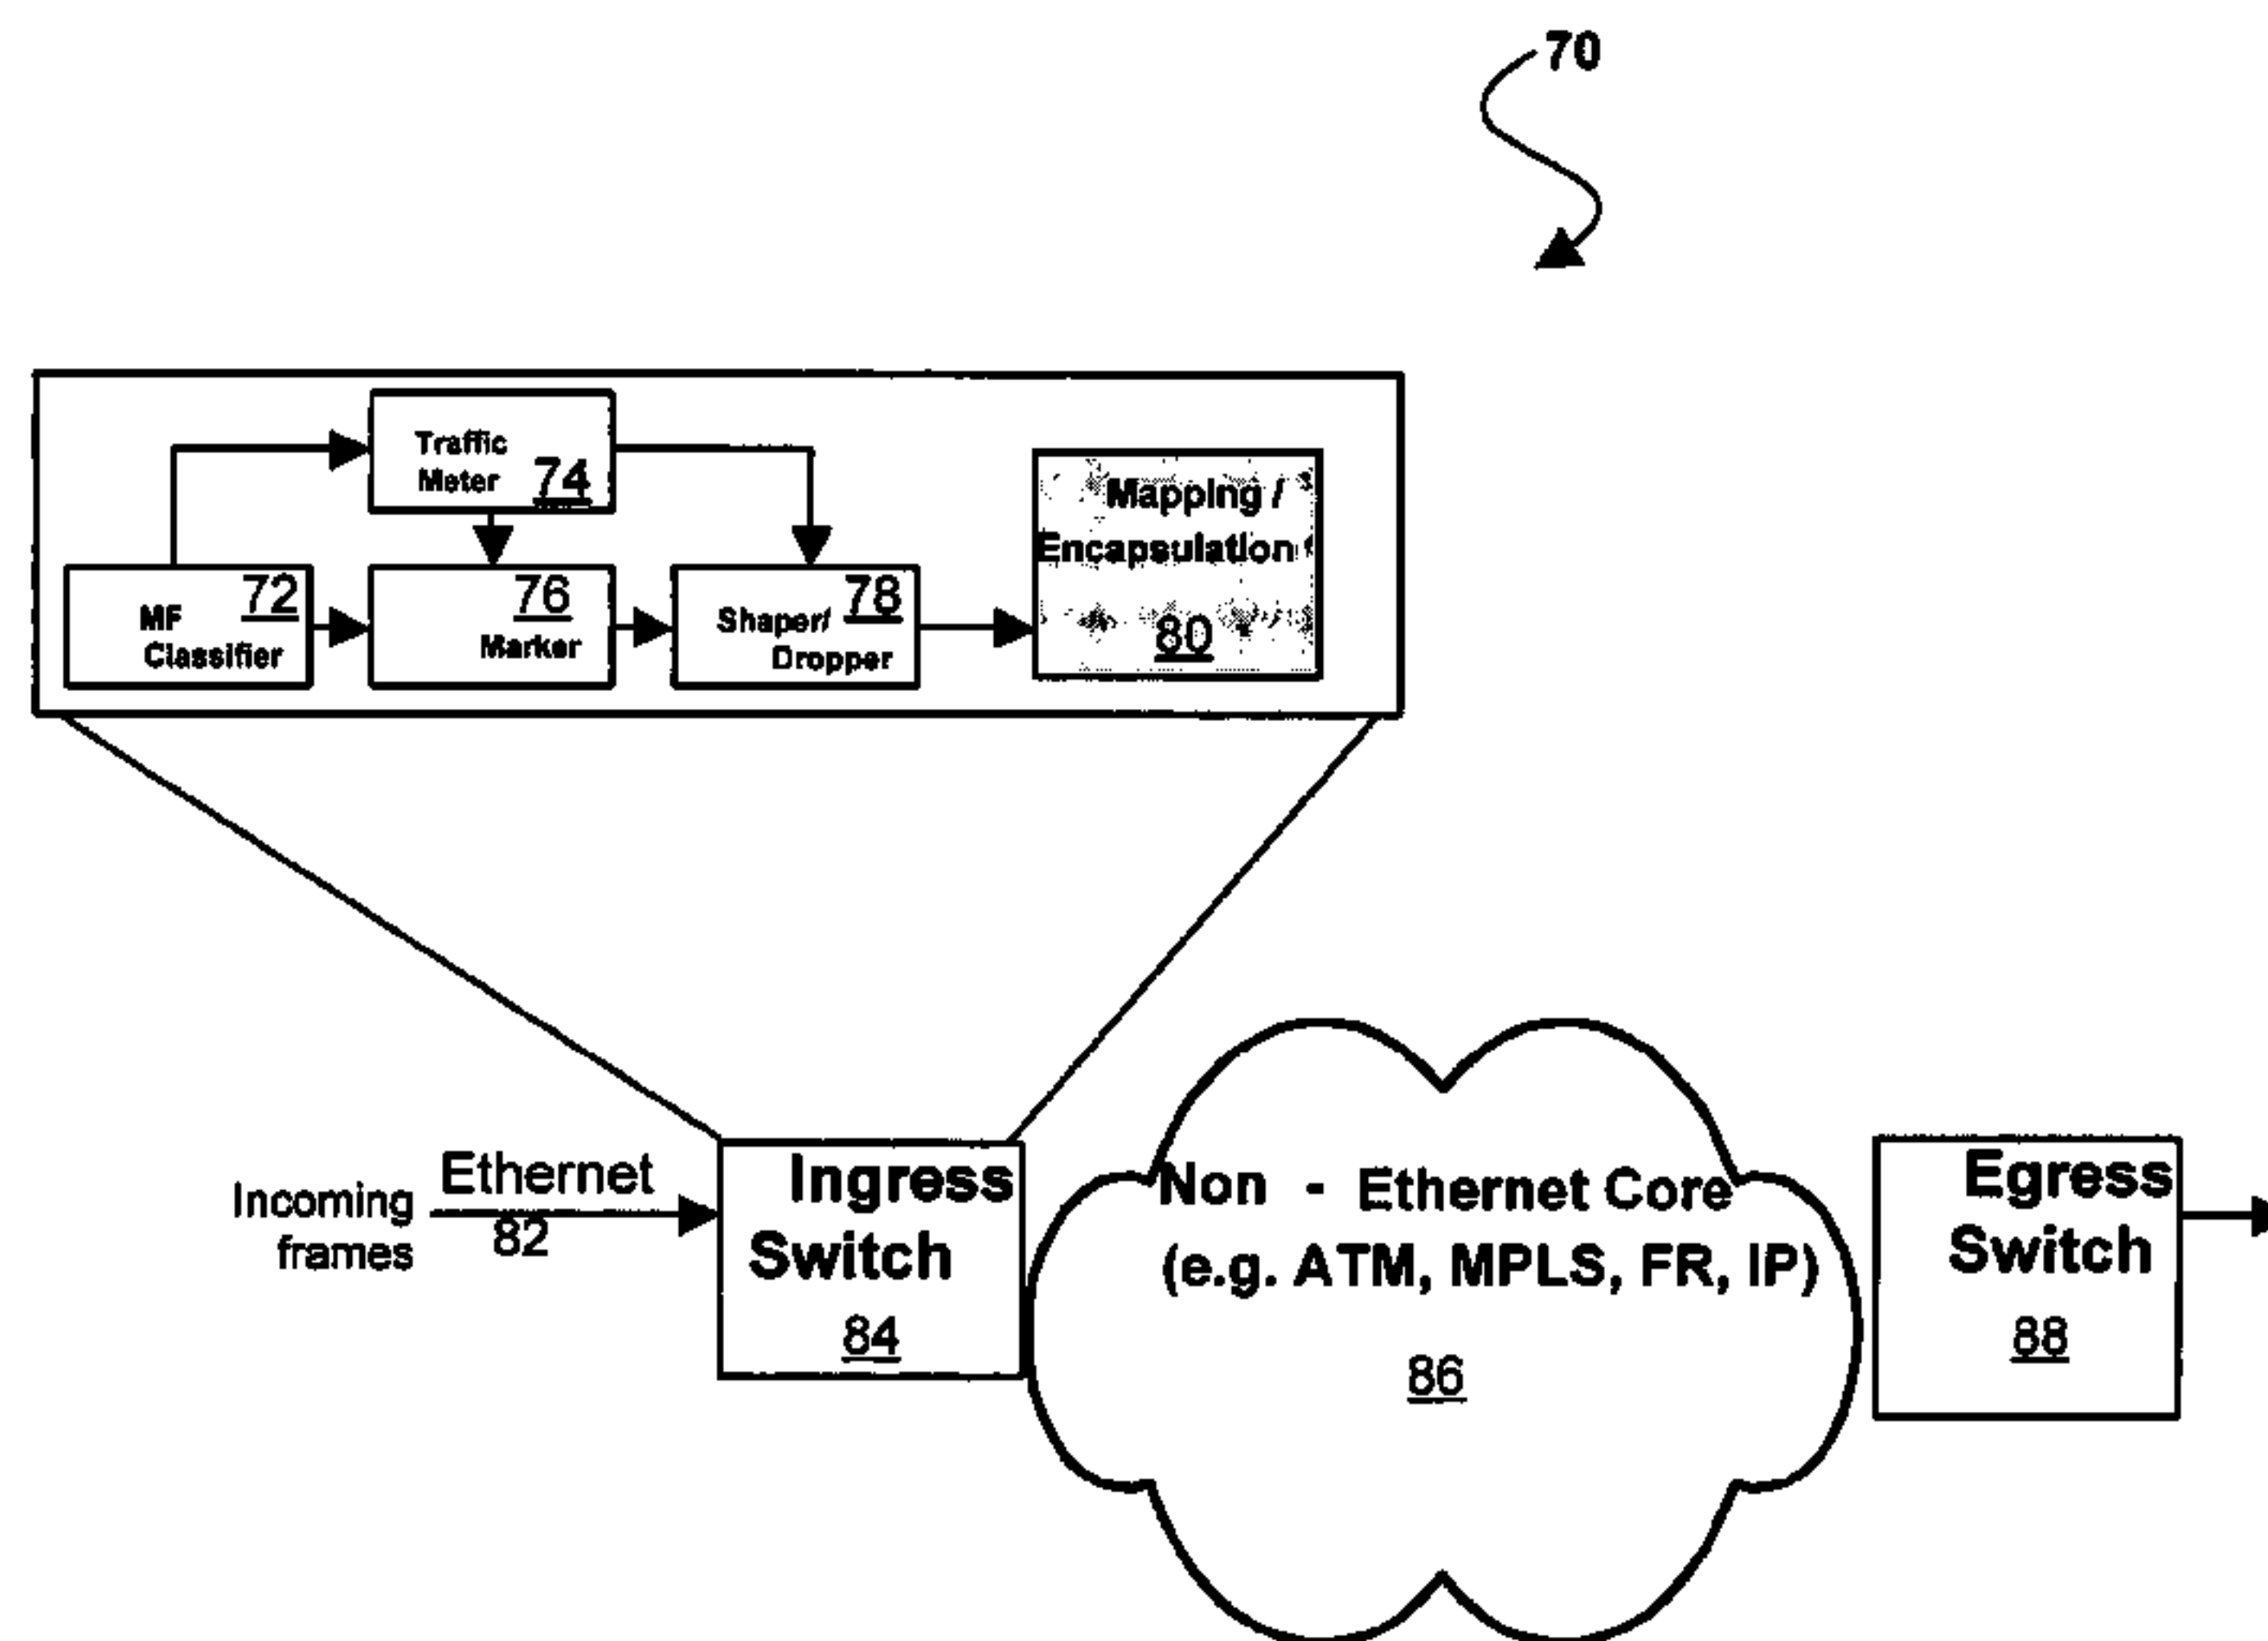 70
Traffic
Meter 74
Mapping /
Encapsulation
80
MF 72
Classifier
76
Marker
Shaper/ 78
Dropper
Incoming
frames
Ethernet
82
Ingress
Switch
84
Non - Ethernet Core
(e.g. ATM, MPLS, FR, IP)
86
Egress
Switch
88